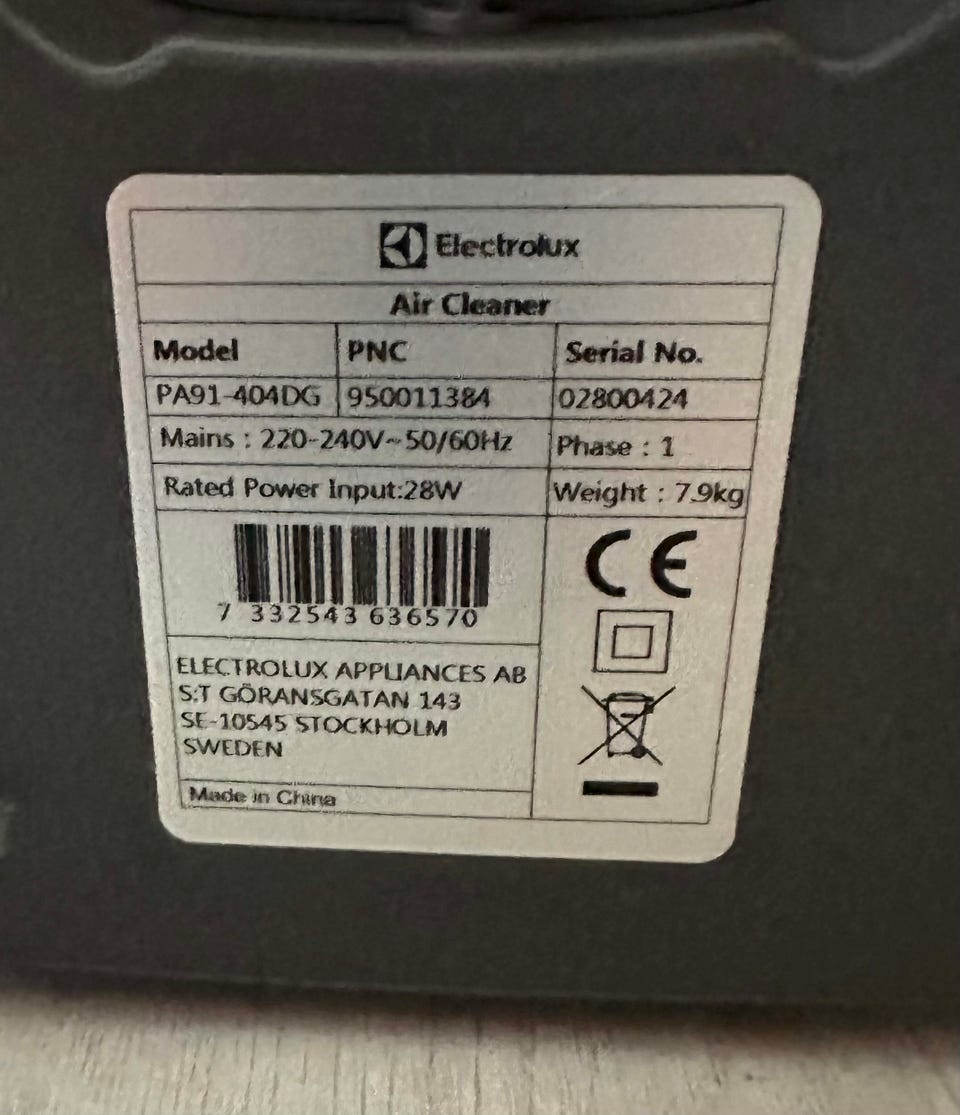 Electrolux
Air Cleaner
Model PNC Serial No.
PA91-404DG 950011384 02800424
Mains : 220-240V~50/60Hz Phase : 1
Rated Power Input:28W Weight : 7.9kg
CE
7 332543 636570
ELECTROLUX APPLIANCES AB
S:T GÖRANSGATAN 143
SE-10545 STOCKHOLM
SWEDEN
Made in China